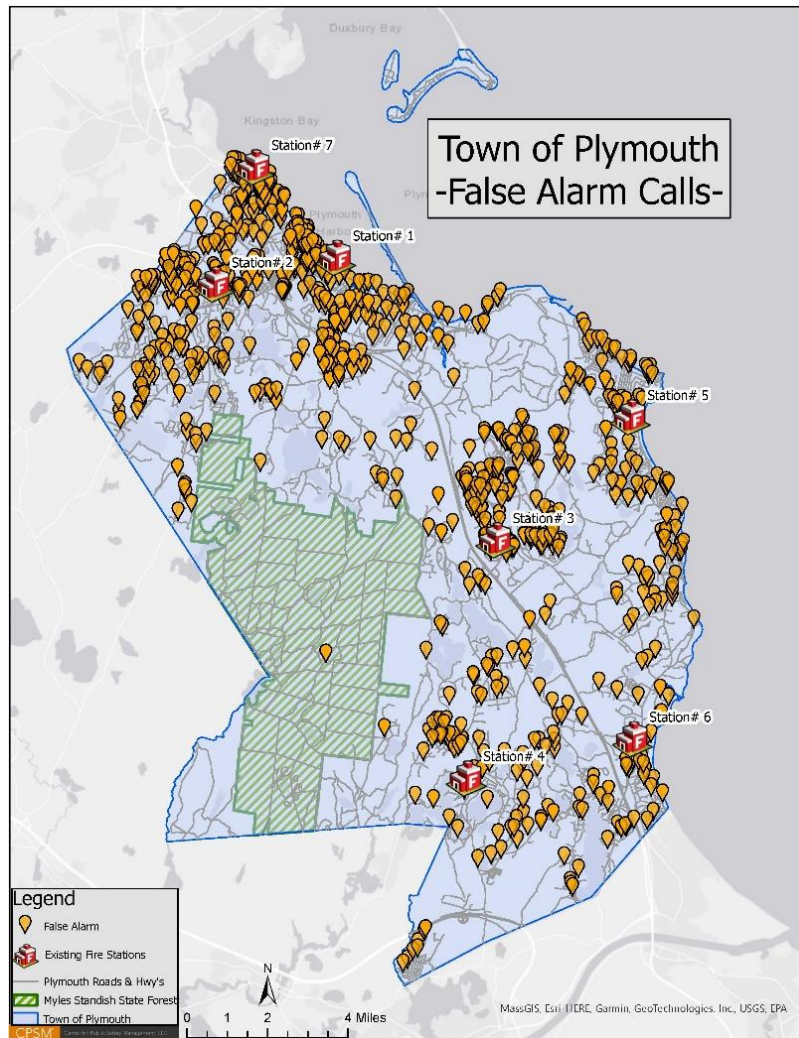 Duxbury Bay
Kingston Bay
Station# 7
Town of Plymouth
-False Alarm Calls-
Plymouth
Station# 1
Station# 2
Station# 5
Station# 3
Station# 6
Station# 4
Legend
False Alarm
Existing Fire Stations
Plymouth Roads & Hwy's
Myles Standish State Forest
Town of Plymouth
CPSM
N
0 1 2 4 Miles
MassGIS, Esri, HERE, Garmin, GeoTechnologies, Inc., USGS, EPA